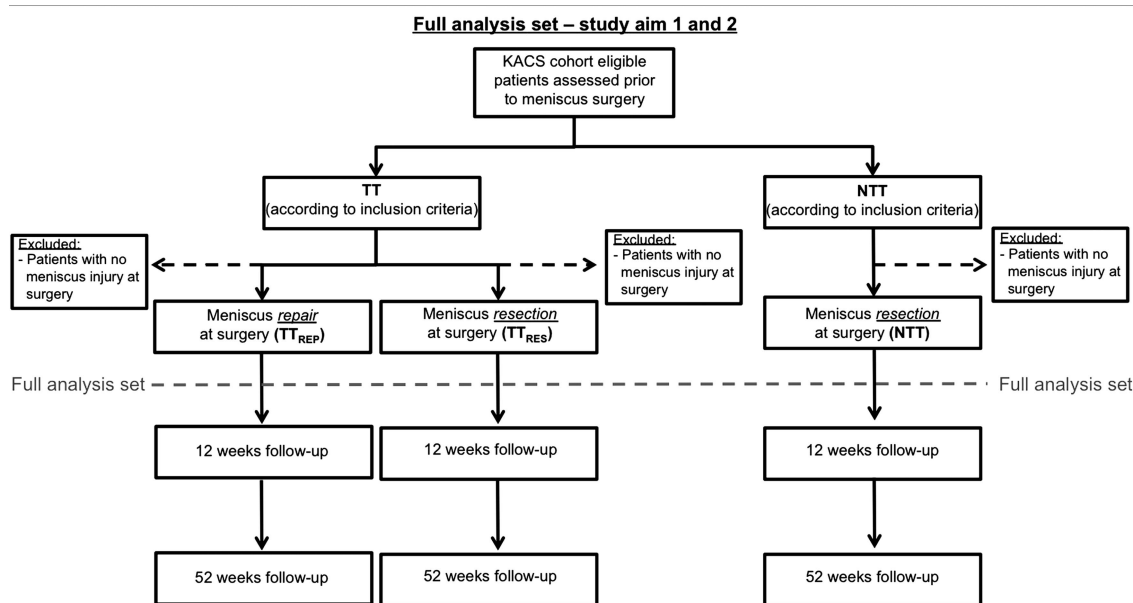 Full analysis set – study aim 1 and 2
KACS cohort eligible
patients assessed prior
to meniscus surgery
TT
(according to inclusion criteria)
NTT
(according to inclusion criteria)
Excluded:
- Patients with no
meniscus injury at
surgery
Excluded:
- Patients with no
meniscus injury at
surgery
Excluded:
- Patients with no
meniscus injury at
surgery
Meniscus repair
at surgery (TTREP)
Meniscus resection
at surgery (TTRES)
Meniscus resection
at surgery (NTT)
Full analysis set
Full analysis set
12 weeks follow-up
12 weeks follow-up
12 weeks follow-up
52 weeks follow-up
52 weeks follow-up
52 weeks follow-up